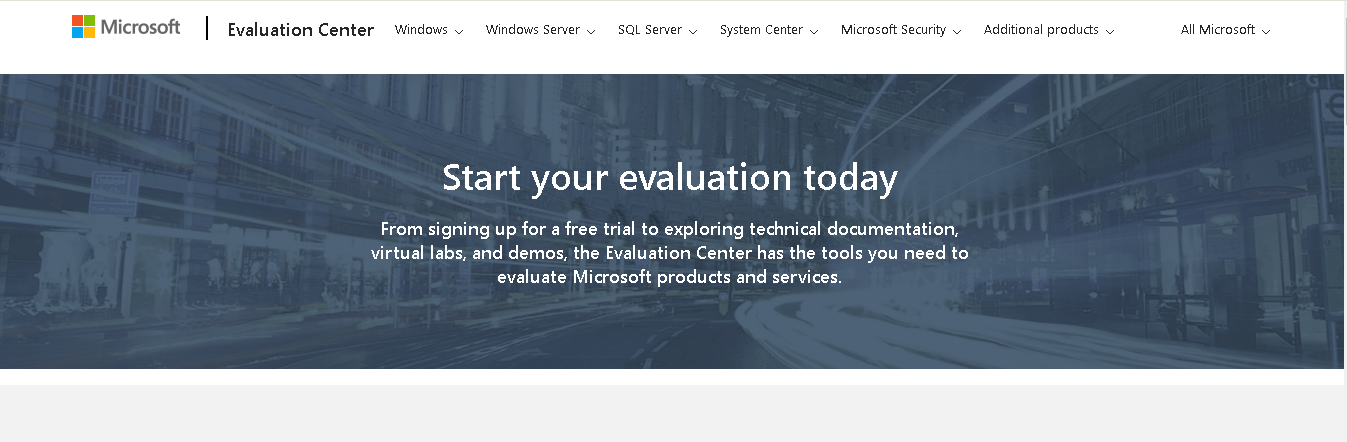 Microsoft
Evaluation Center
Windows
Windows Server
SQL Server
System Center
Microsoft Security
Additional products
All Microsoft
Start your evaluation today
From signing up for a free trial to exploring technical documentation,
virtual labs, and demos, the Evaluation Center has the tools you need to
evaluate Microsoft products and services.